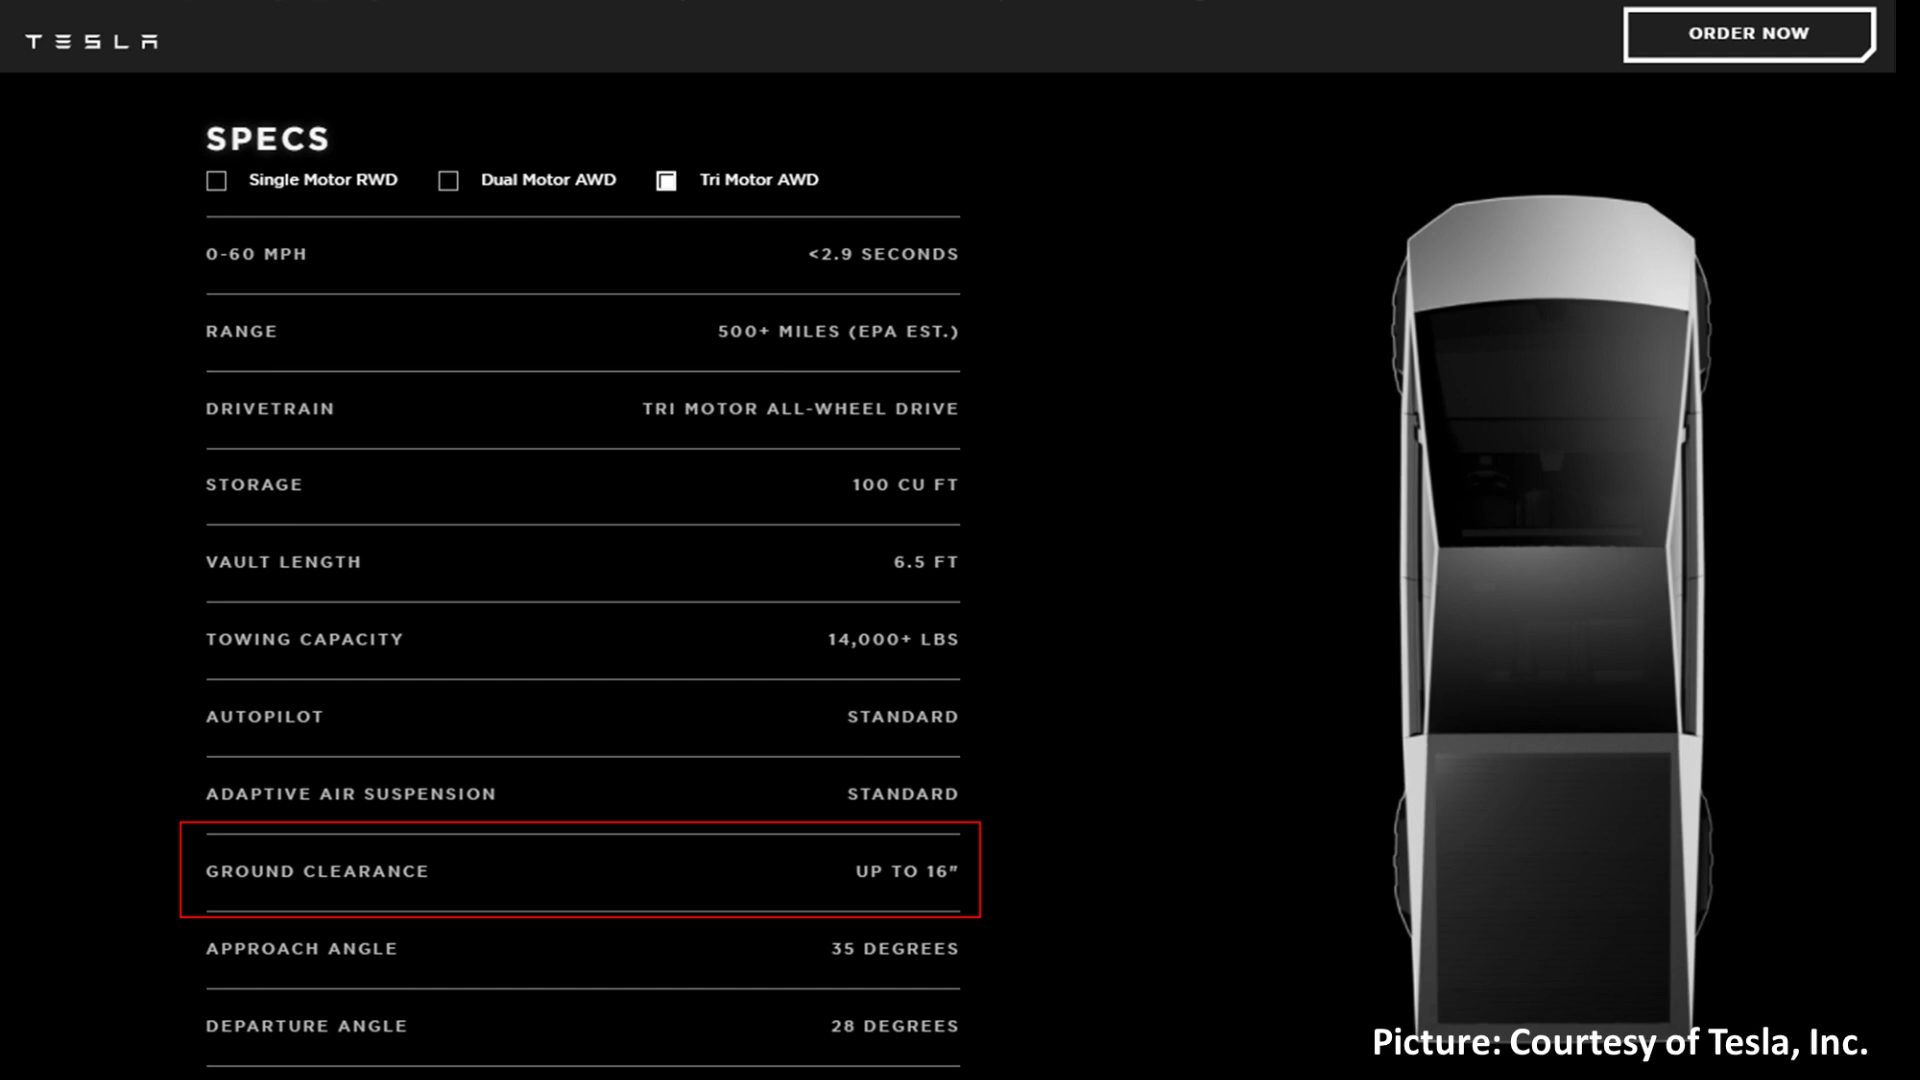 TESLA
ORDER NOW
SPECS
Single Motor RWD Dual Motor AWD Tri Motor AWD
0-60 MPH <2.9 SECONDS
RANGE 500+ MILES (EPA EST.)
DRIVETRAIN TRI MOTOR ALL-WHEEL DRIVE
STORAGE 100 CU FT
VAULT LENGTH 6.5 FT
TOWING CAPACITY 14,000+ LBS
AUTOPILOT STANDARD
ADAPTIVE AIR SUSPENSION STANDARD
GROUND CLEARANCE UP TO 16"
APPROACH ANGLE 35 DEGREES
DEPARTURE ANGLE 28 DEGREES
Picture: Courtesy of Tesla, Inc.